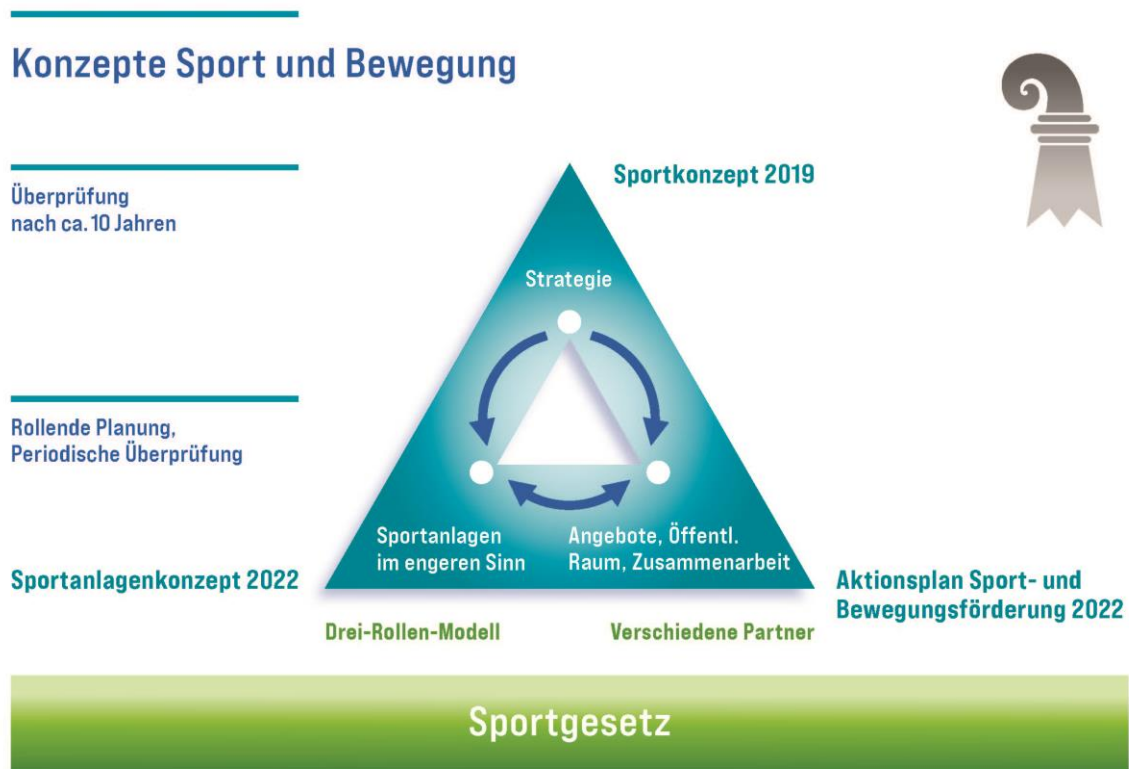 Konzepte Sport und Bewegung
Überprüfung
nach ca. 10 Jahren
Sportkonzept 2019
Strategie
Rollende Planung,
Periodische Überprüfung
Sportanlagen
im engeren Sinn
Angebote, Öffentl.
Raum, Zusammenarbeit
Sportanlagenkonzept 2022
Aktionsplan Sport- und
Bewegungsförderung 2022
Drei-Rollen-Modell
Verschiedene Partner
Sportgesetz